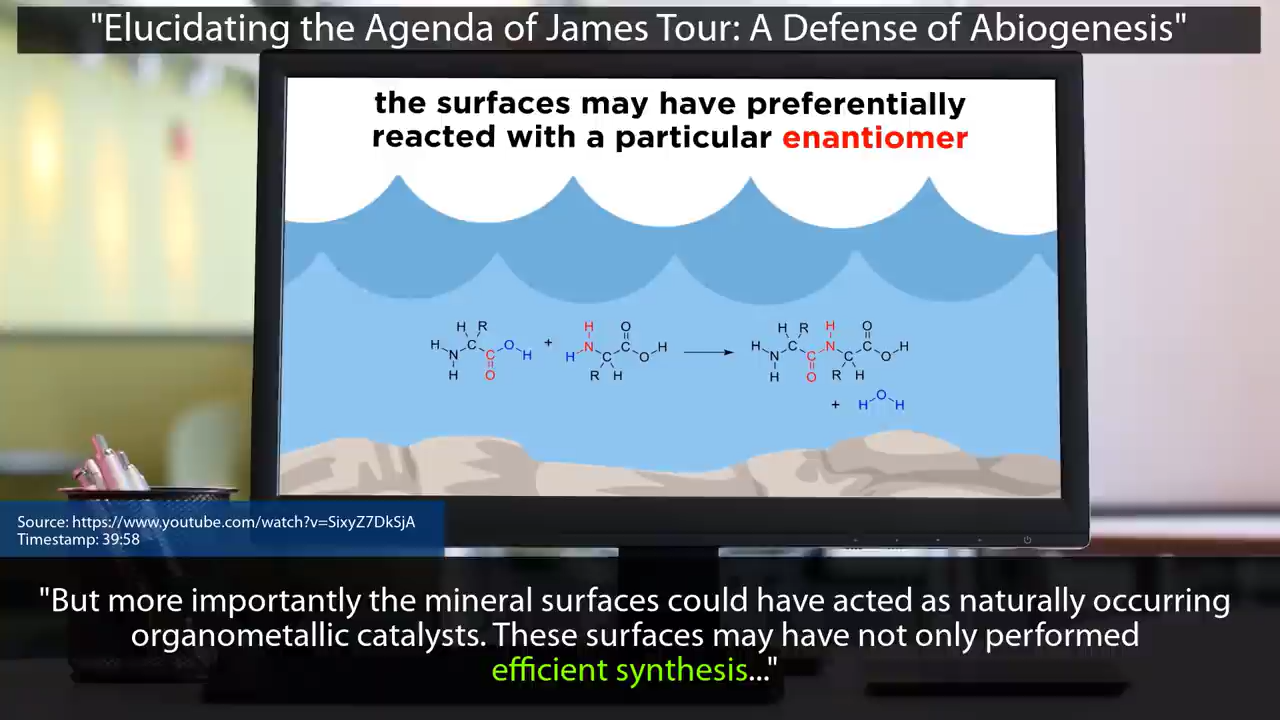 "Elucidating the Agenda of James Tour: A Defense of Abiogenesis"
the surfaces may have preferentially
reacted with a particular enantiomer
H R O H N C C O H H O + H H N C C O H R H O H R H O H N C N C C O H H O R H
+ H O H
Source: https://www.youtube.com/watch?v=SixyZ7DkSjA
Timestamp: 39:58
"But more importantly the mineral surfaces could have acted as naturally occurring
organometallic catalysts. These surfaces may have not only performed
efficient synthesis..."